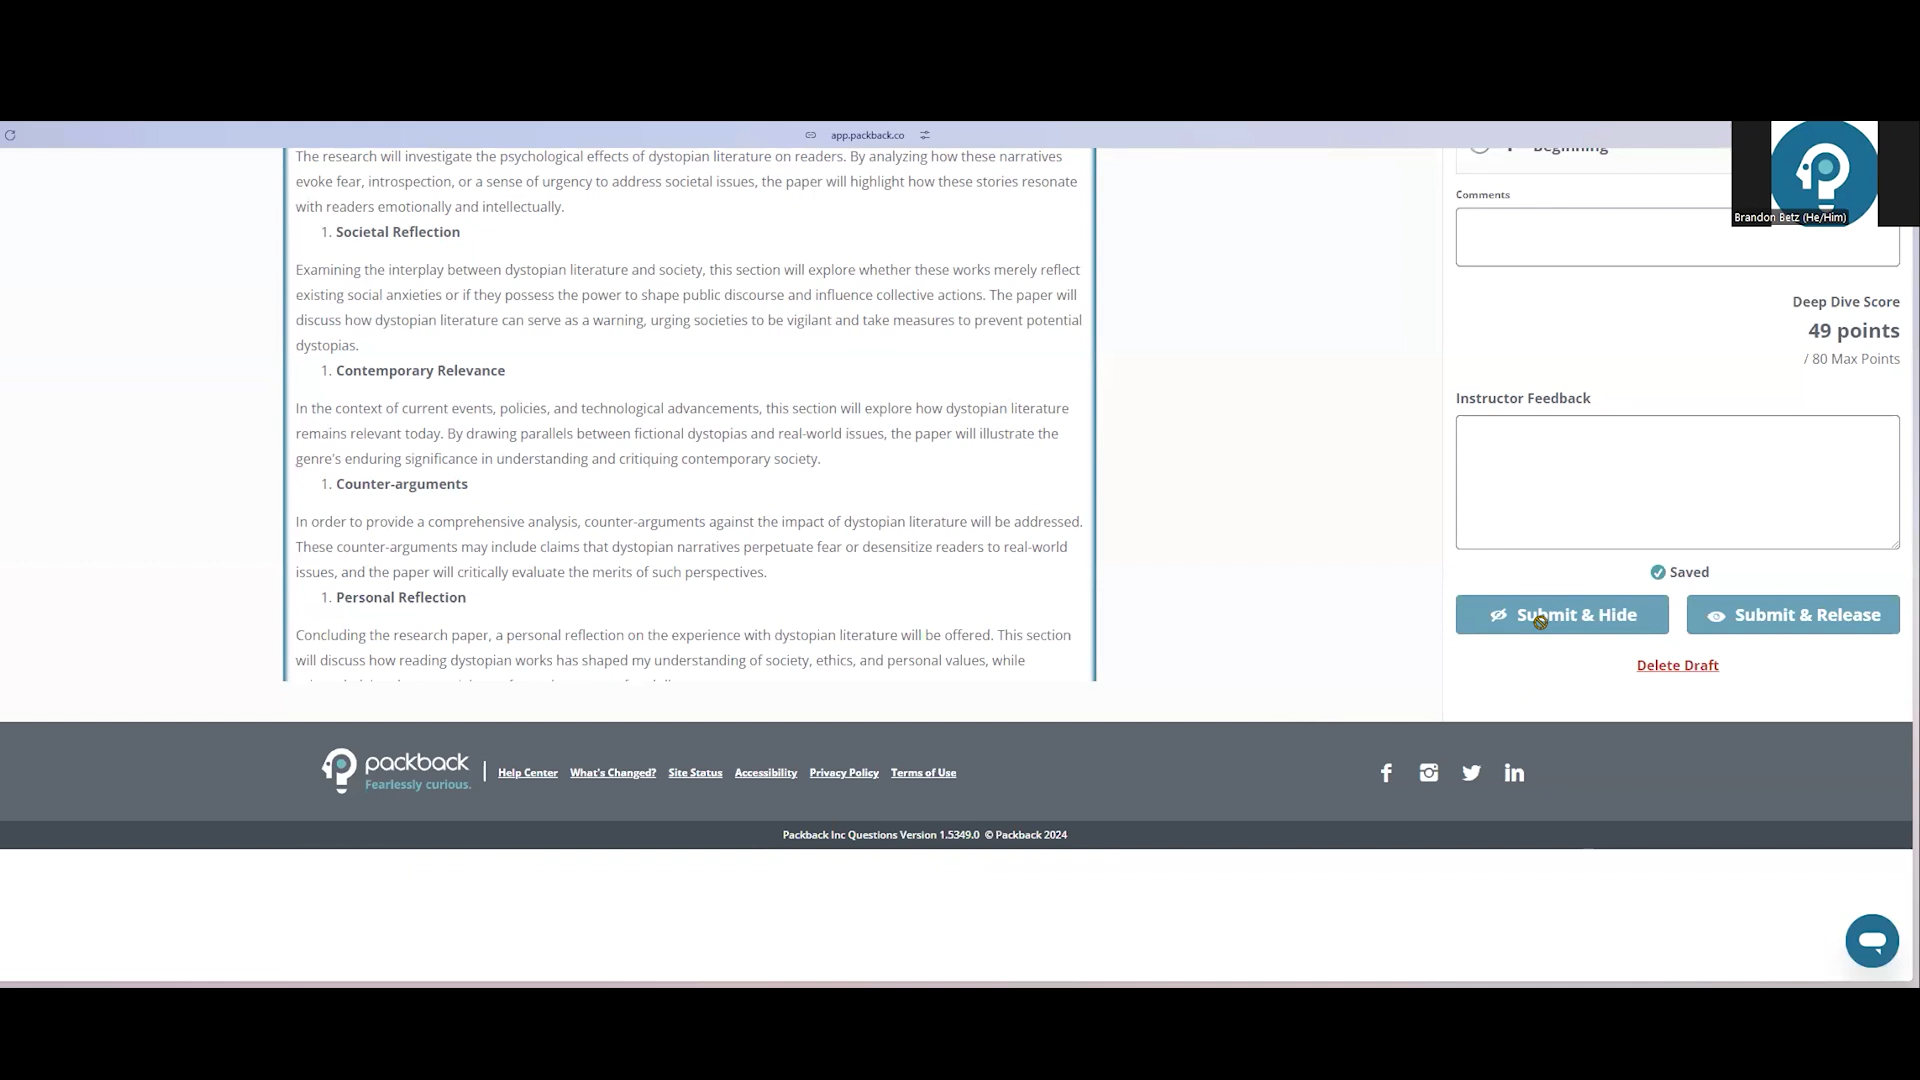 app.packback.co
The research will investigate the psychological effects of dystopian literature on readers. By analyzing how these narratives
evoke fear, introspection, or a sense of urgency to address societal issues, the paper will highlight how these stories resonate
with readers emotionally and intellectually.
1. Societal Reflection
Examining the interplay between dystopian literature and society, this section will explore whether these works merely reflect
existing social anxieties or if they possess the power to shape public discourse and influence collective actions. The paper will
discuss how dystopian literature can serve as a warning, urging societies to be vigilant and take measures to prevent potential
dystopias.
1. Contemporary Relevance
In the context of current events, policies, and technological advancements, this section will explore how dystopian literature
remains relevant today. By drawing parallels between fictional dystopias and real-world issues, the paper will illustrate the
genre's enduring significance in understanding and critiquing contemporary society.
1. Counter-arguments
In order to provide a comprehensive analysis, counter-arguments against the impact of dystopian literature will be addressed.
These counter-arguments may include claims that dystopian narratives perpetuate fear or desensitize readers to real-world
issues, and the paper will critically evaluate the merits of such perspectives.
1. Personal Reflection
Concluding the research paper, a personal reflection on the experience with dystopian literature will be offered. This section
will discuss how reading dystopian works has shaped my understanding of society, ethics, and personal values, while
Beginning
Brandon Betz (He/Him)
Comments
Deep Dive Score
49 points
/ 80 Max Points
Instructor Feedback
Saved
Submit & Hide
Submit & Release
Delete Draft
packback
Fearlessly curious.
Help Center
What's Changed?
Site Status
Accessibility
Privacy Policy
Terms of Use
Packback Inc Questions Version 1.5349.0 © Packback 2024